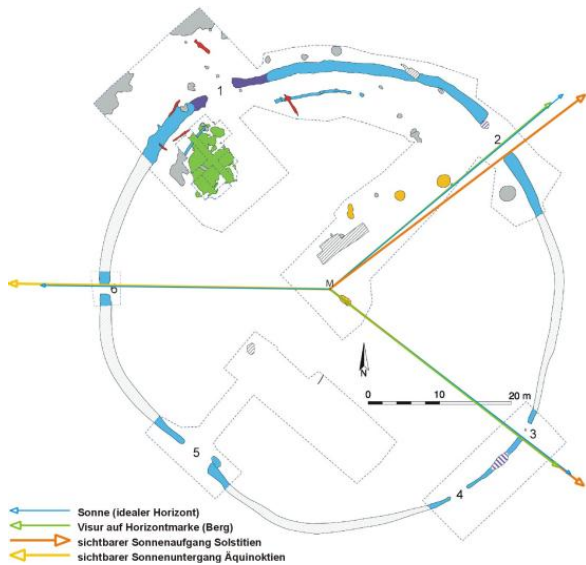 1
2
M
6
N
0 10 20 m
3
5
4
Sonne (idealer Horizont)
Visur auf Horizontmarke (Berg)
sichtbarer Sonnenaufgang Solstitien
sichtbarer Sonnenuntergang Äquinoktien